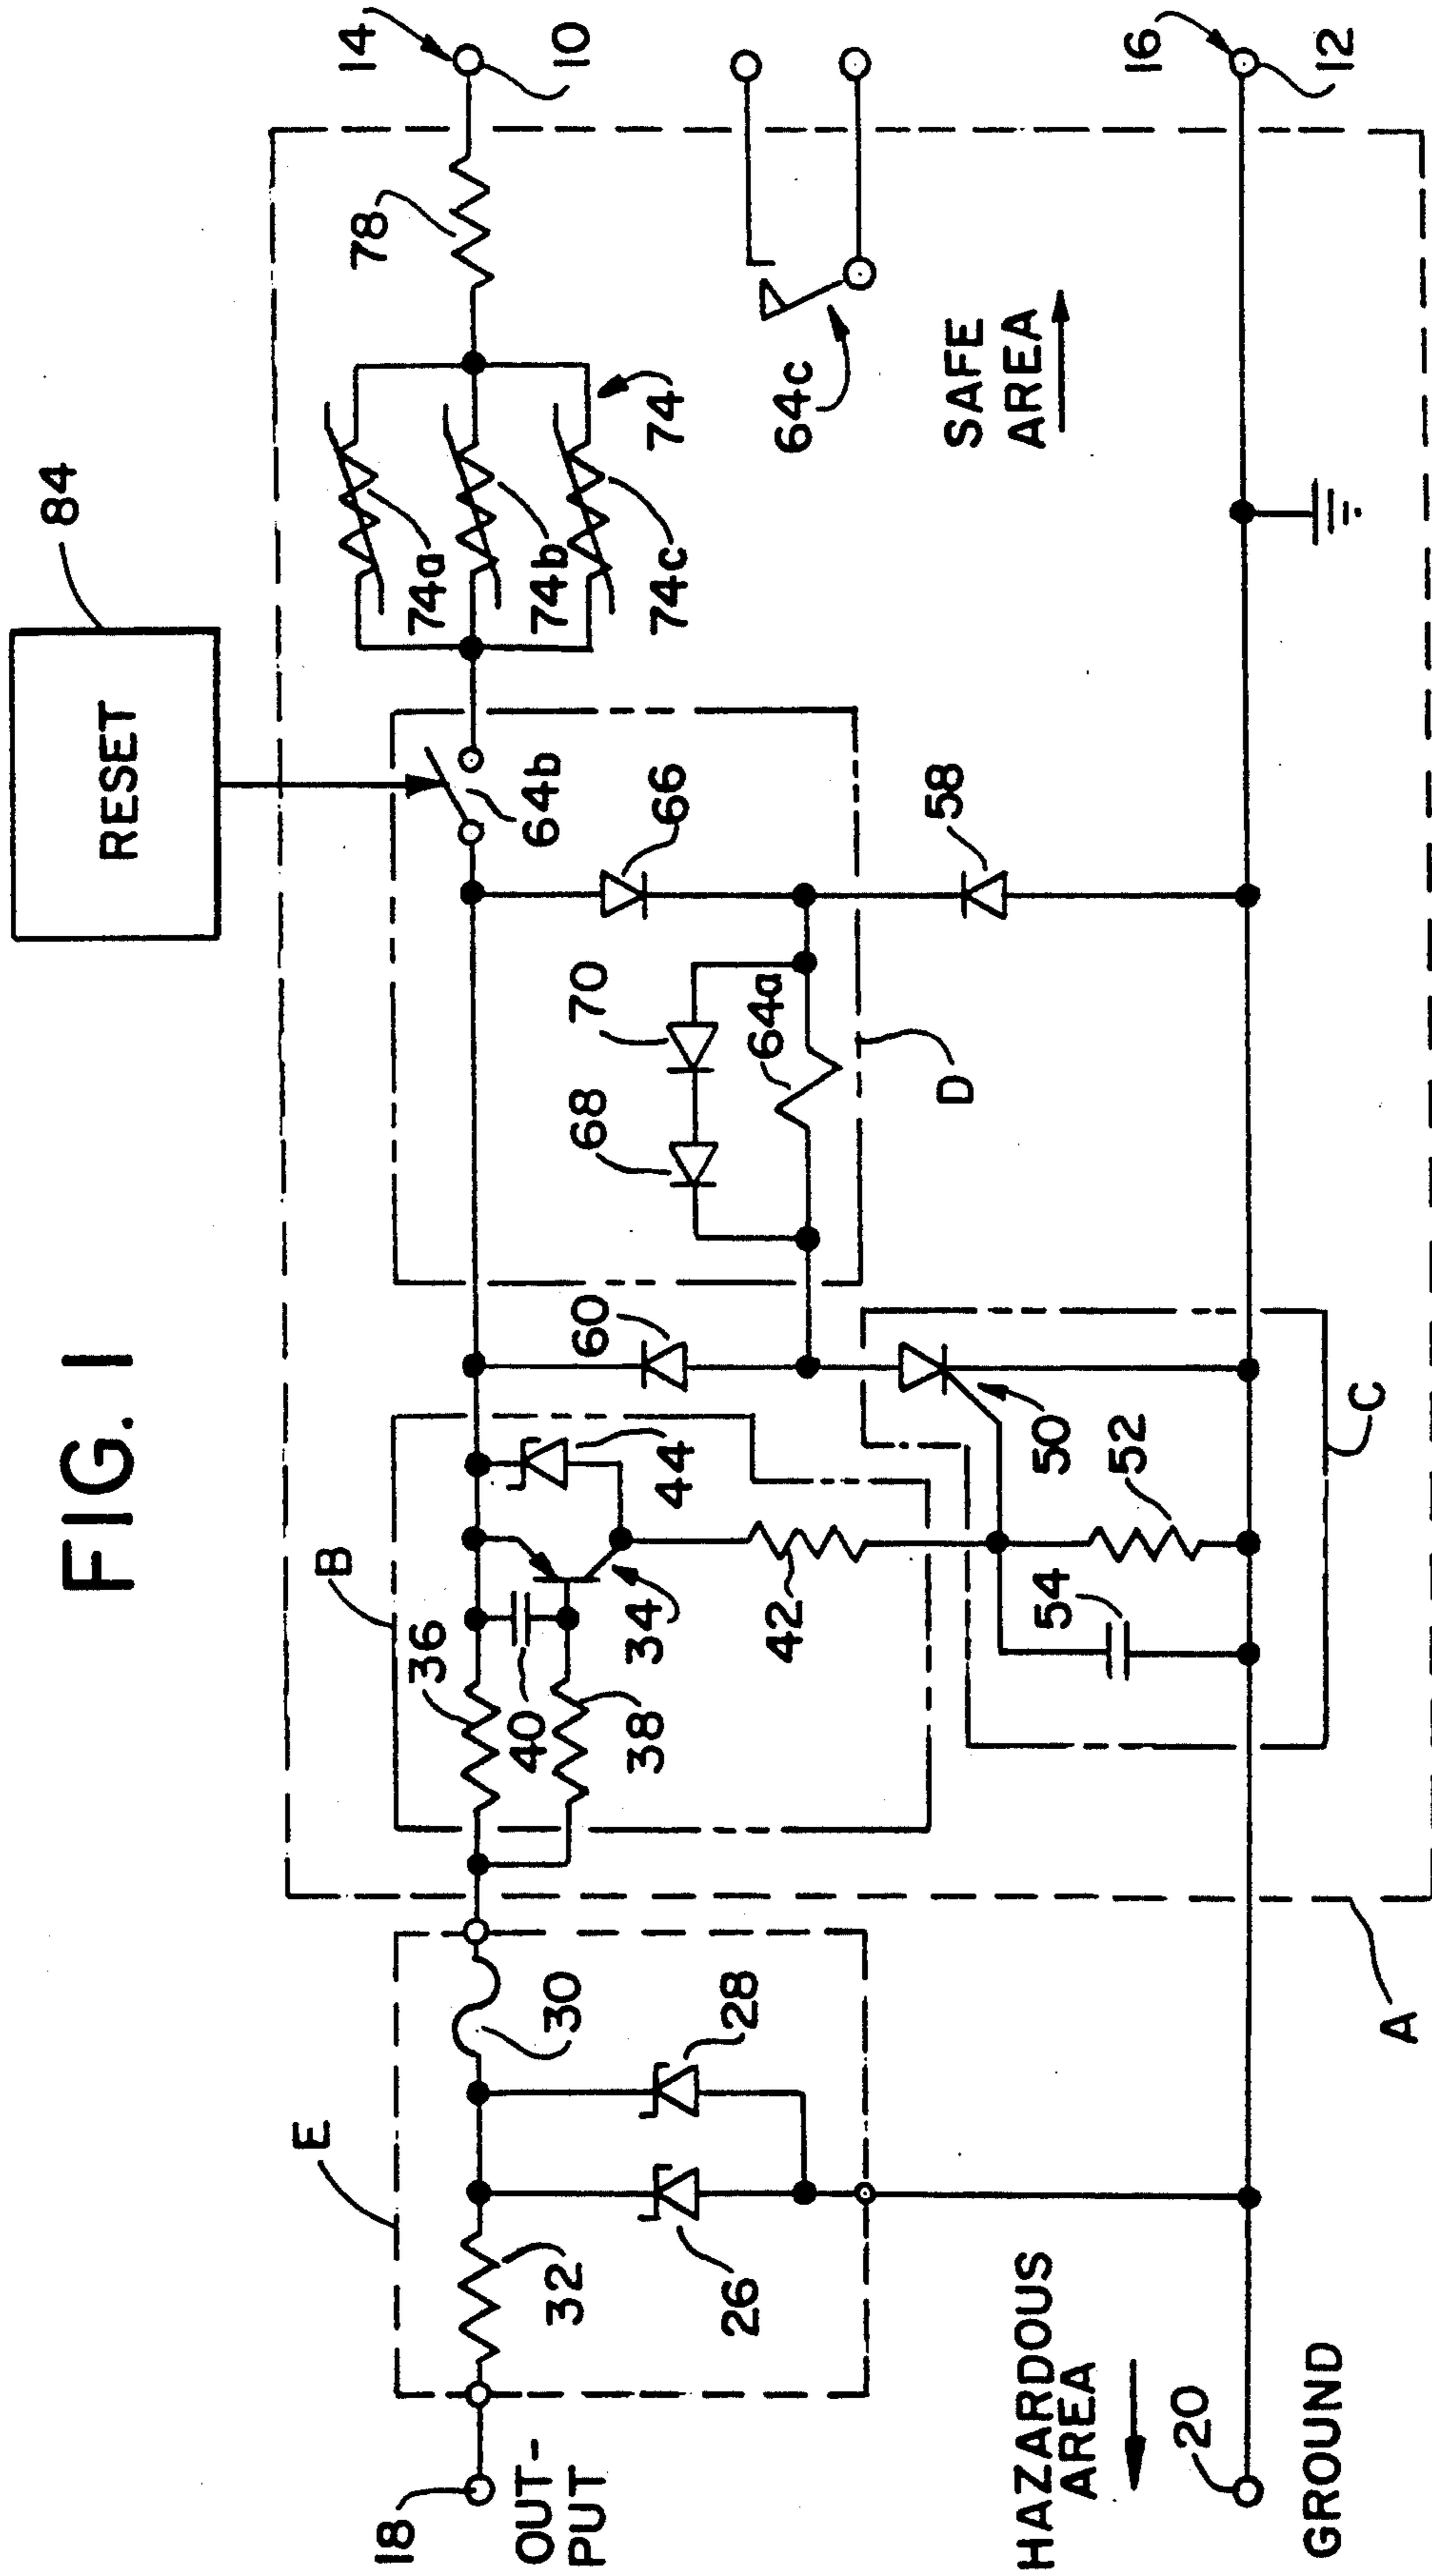 FIG. 1
84
RESET
E
B
14
10
78
74a
74b
74c
74
64b
66
36
40
38
34
44
60
70
68
64a
58
D
64c
30
28
32
26
42
18
OUT-
PUT
50
52
54
C
SAFE
AREA
16
12
HAZARDOUS
AREA
20
GROUND
A